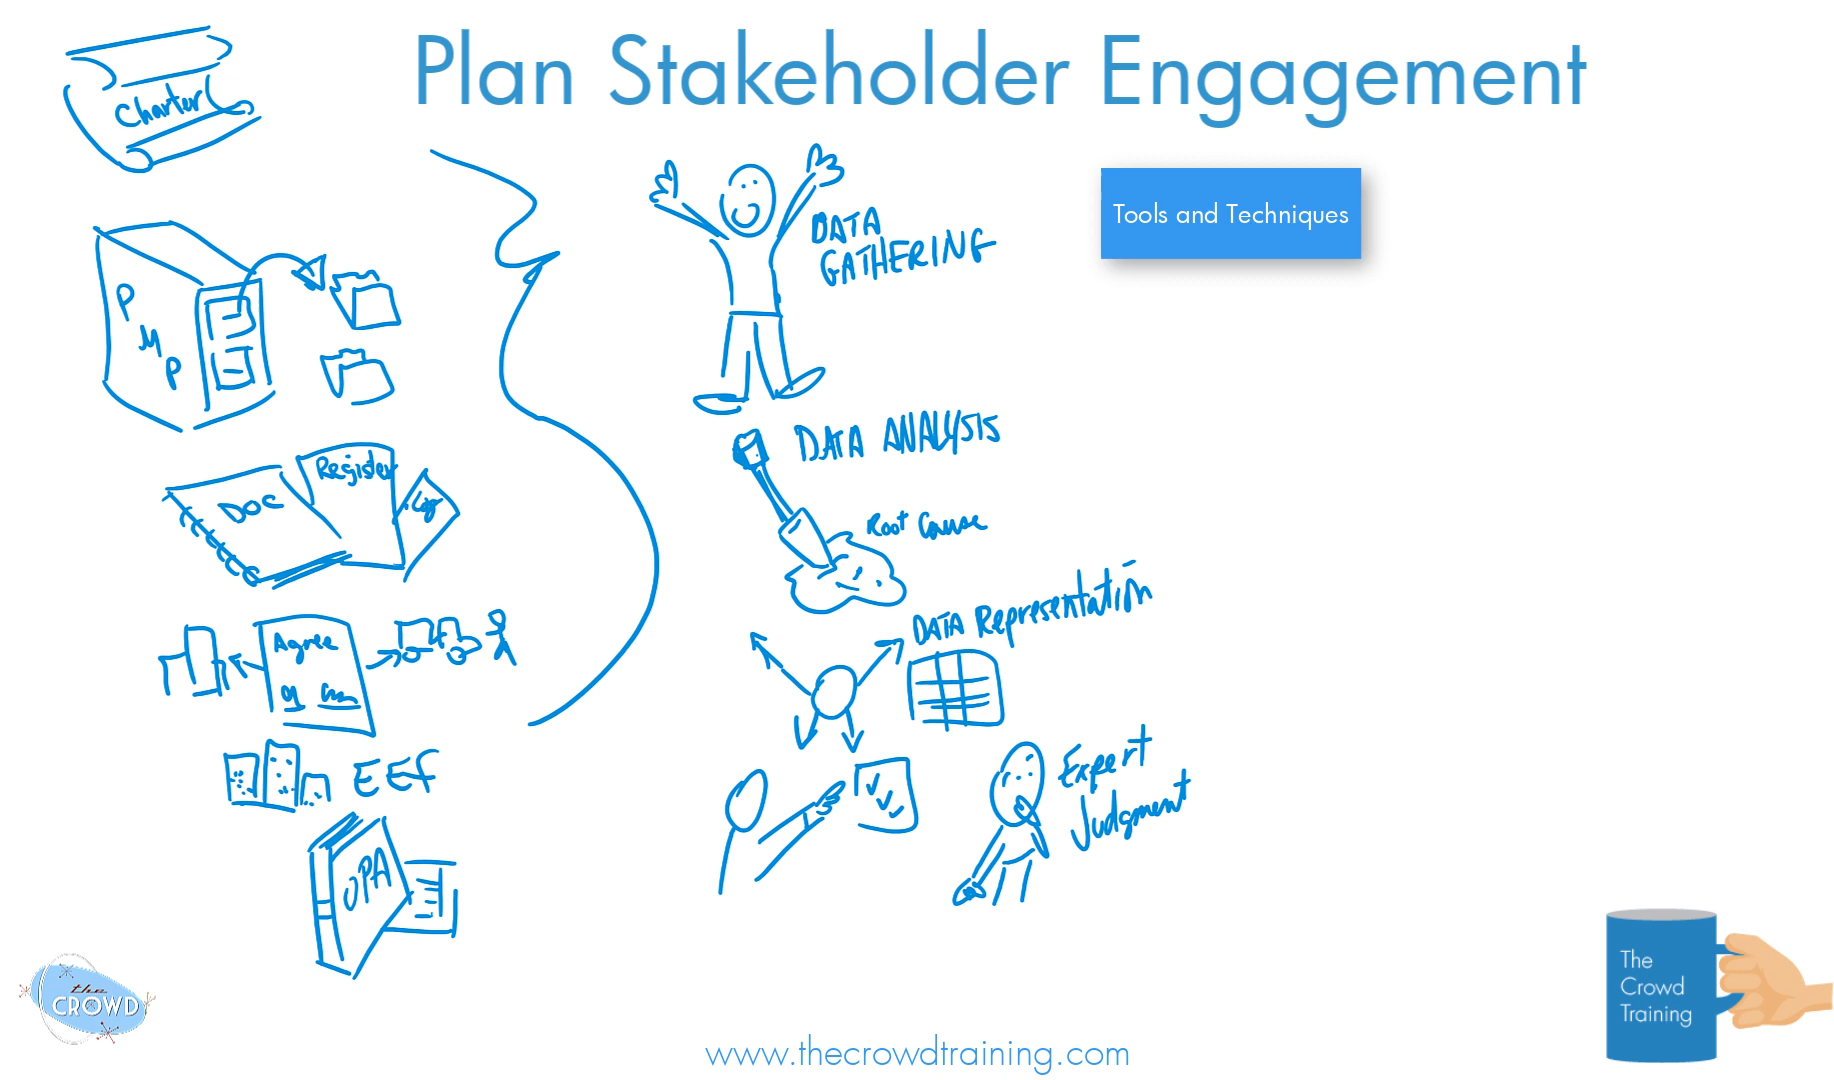 Plan Stakeholder Engagement
Charter
Tools and Techniques
P
M
P
DOC
Register
Log
Agree
EEF
OPA
DATA
GATHERING
DATA ANALYSIS
Root Cause
DATA Representation
Expert
Judgment
the
CROWD
The
Crowd
Training
www.thecrowdtraining.com